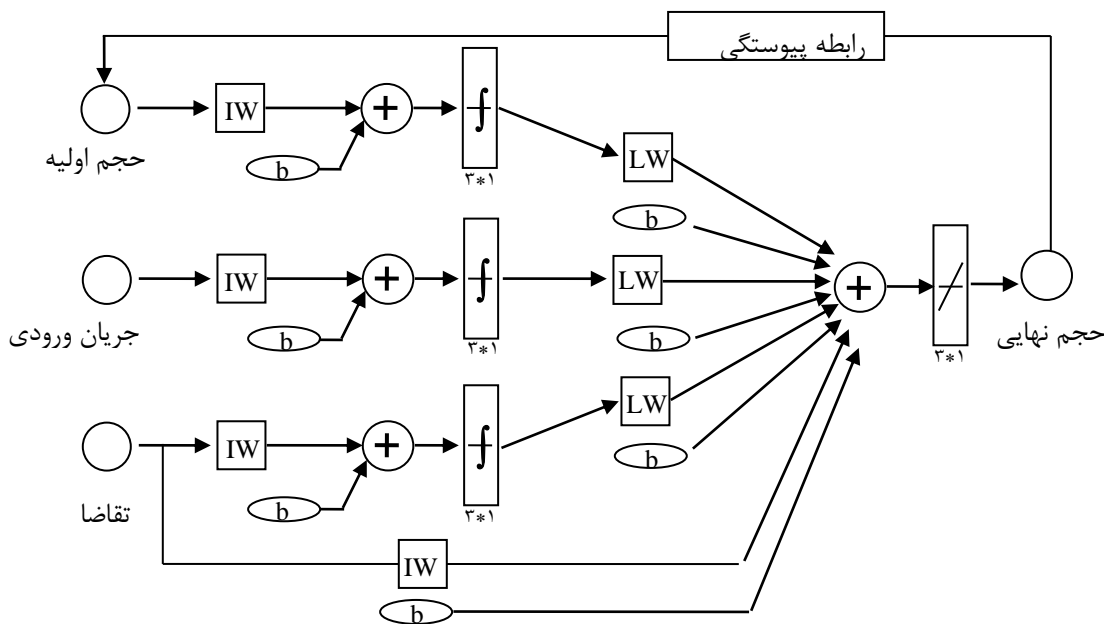 رابطه پیوستگی
IW
b
۳*۱
LW
b
حجم اولیه
IW
b
۳*۱
LW
b
جریان ورودی
۳*۱
حجم نهایی
IW
b
۳*۱
LW
b
تقاضا
IW
b